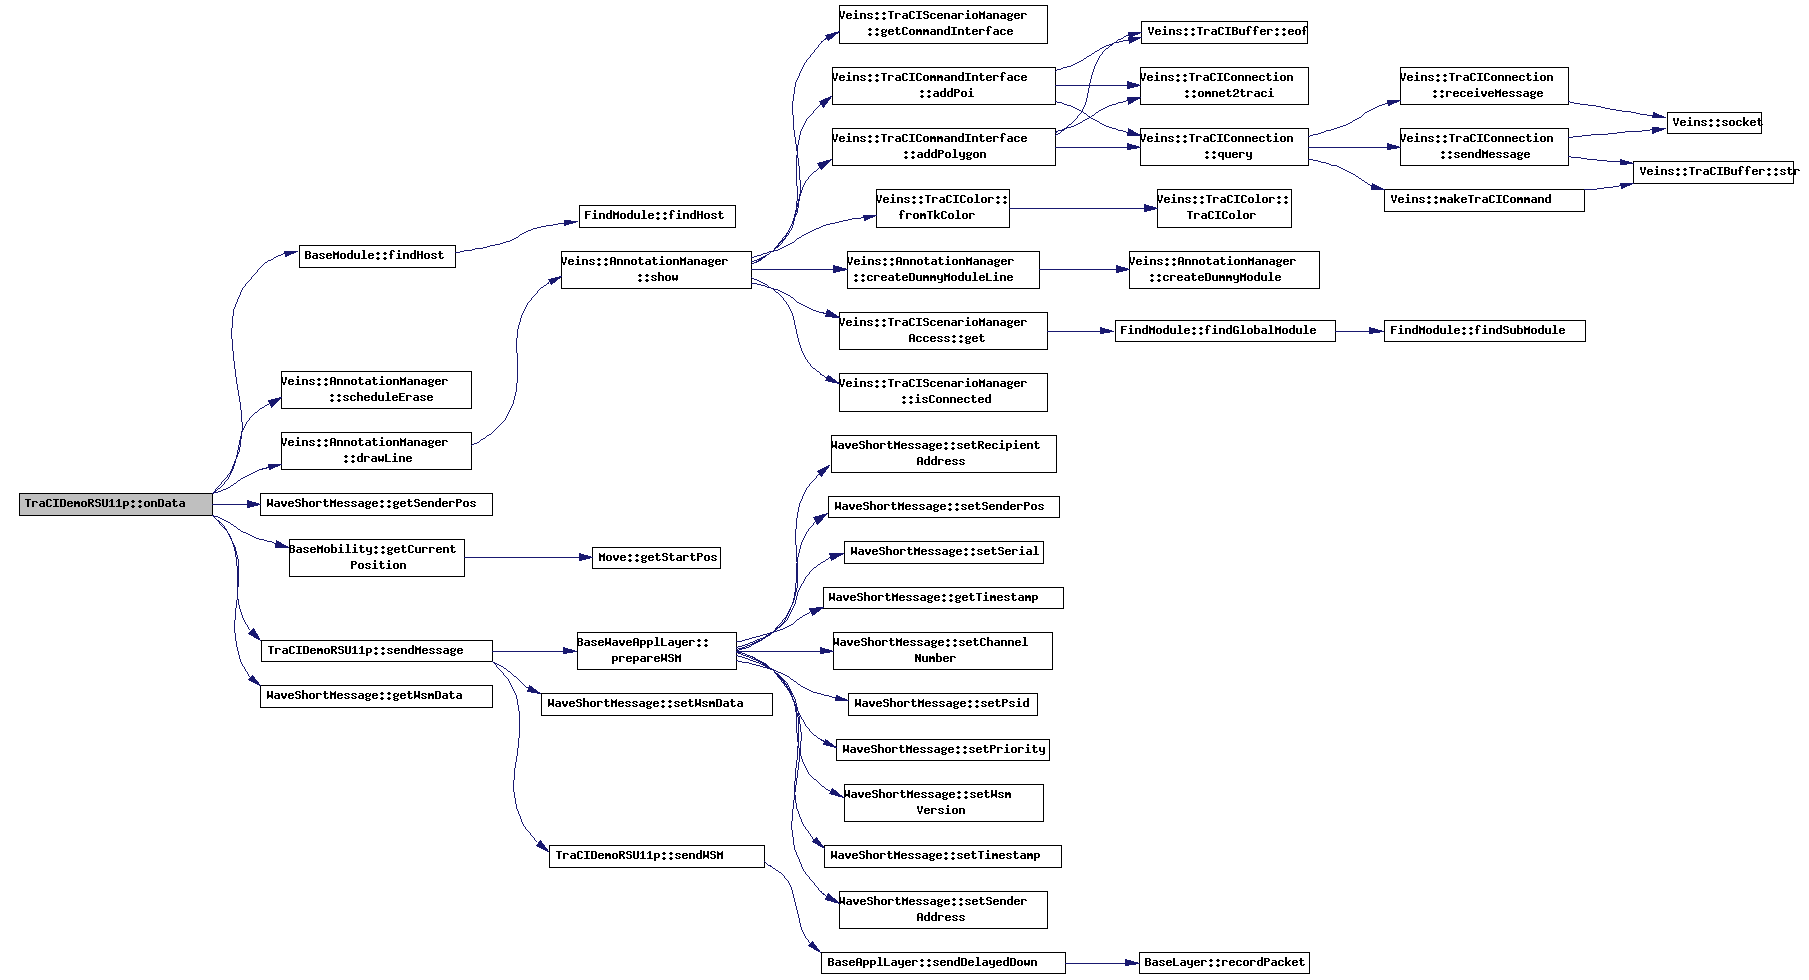 TraCIDemoRSU11p::onData
BaseModule::findHost
FindModule::findHost
Veins::AnnotationManager
::scheduleErase
Veins::AnnotationManager
::drawLine
WaveShortMessage::getSenderPos
BaseMobility::getCurrent
Position
Move::getStartPos
TraCIDemoRSU11p::sendMessage
WaveShortMessage::getWsmData
Veins::AnnotationManager
::show
BaseWaveApplLayer::
prepareWSM
WaveShortMessage::setWsmData
TraCIDemoRSU11p::sendWSM
Veins::TraCIScenarioManager
::getCommandInterface
Veins::TraCICommandInterface
::addPoi
Veins::TraCICommandInterface
::addPolygon
Veins::TraCIColor::
fromTkColor
Veins::AnnotationManager
::createDummyModuleLine
Veins::TraCIScenarioManager
Access::get
Veins::TraCIScenarioManager
::isConnected
WaveShortMessage::setRecipient
Address
WaveShortMessage::setSenderPos
WaveShortMessage::setSerial
WaveShortMessage::getTimestamp
WaveShortMessage::setChannel
Number
WaveShortMessage::setPsid
WaveShortMessage::setPriority
WaveShortMessage::setWsm
Version
WaveShortMessage::setTimestamp
WaveShortMessage::setSender
Address
BaseApplLayer::sendDelayedDown
BaseLayer::recordPacket
Veins::TraCIBuffer::eof
Veins::TraCIConnection
::omnet2traci
Veins::TraCIConnection
::query
Veins::TraCIColor::
TraCIColor
Veins::AnnotationManager
::createDummyModule
FindModule::findGlobalModule
FindModule::findSubModule
Veins::TraCIConnection
::receiveMessage
Veins::TraCIConnection
::sendMessage
Veins::makeTraCICommand
Veins::socket
Veins::TraCIBuffer::str